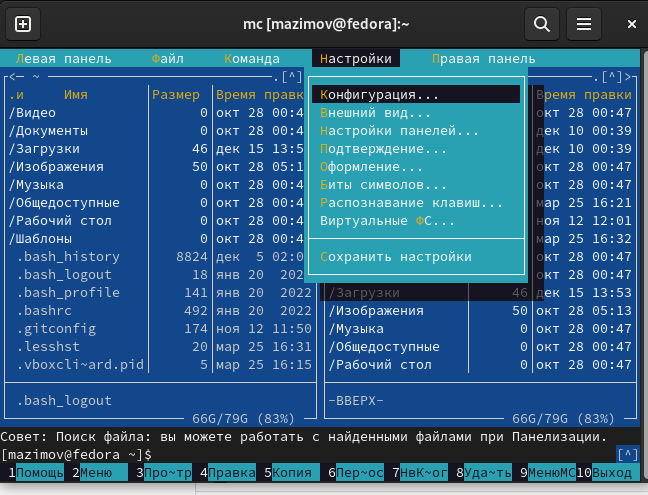 mc [mazimov@fedora]:~
Левая панель Файл Команда Настройки Правая панель
<─ ~ .[^] .[^]>
.и Имя Размер Время правк Время правки
/Видео 0 окт 28 00:4 окт 28 00:47
/Документы 0 окт 28 00:4 дек 10 00:39
/Загрузки 46 дек 15 13:5 дек 10 00:39
/Изображения 50 окт 28 05:1 окт 28 00:47
/Музыка 0 окт 28 00:4 окт 28 00:47
/Общедоступные 0 окт 28 00:4 мар 25 16:21
/Рабочий стол 0 окт 28 00:4 ноя 12 12:01
/Шаблоны 0 окт 28 00:4 мар 25 16:32
.bash_history 8824 дек 5 02:0 окт 28 00:47
.bash_logout 18 янв 20 202 окт 28 00:47
.bash_profile 141 янв 20 2022 /Загрузки 46 дек 15 13:53
.bashrc 492 янв 20 2022 /Изображения 50 окт 28 05:13
.gitconfig 174 ноя 12 11:50 /Музыка 0 окт 28 00:47
.lesshst 20 мар 25 16:31 /Общедоступные 0 окт 28 00:47
.vboxcli~ard.pid 5 мар 25 16:15 /Рабочий стол 0 окт 28 00:47
Конфигурация...
Внешний вид...
Настройки панелей...
Подтверждение...
Оформление...
Биты символов...
Распознавание клавиш...
Виртуальные ФС...
Сохранить настройки
.bash_logout -ВВЕРХ-
66G/79G (83%) 66G/79G (83%)
Совет: Поиск файла: вы можете работать с найденными файлами при Панелизации.
[mazimov@fedora ~]$ [^]
1Помощь 2Меню 3Про~тр 4Правка 5Копия 6Пер~ос 7НвК~ог 8Уда~ть 9МенюMC10Выход